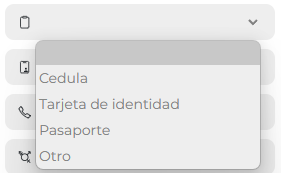 Cedula
Tarjeta de identidad
Pasaporte
Otro